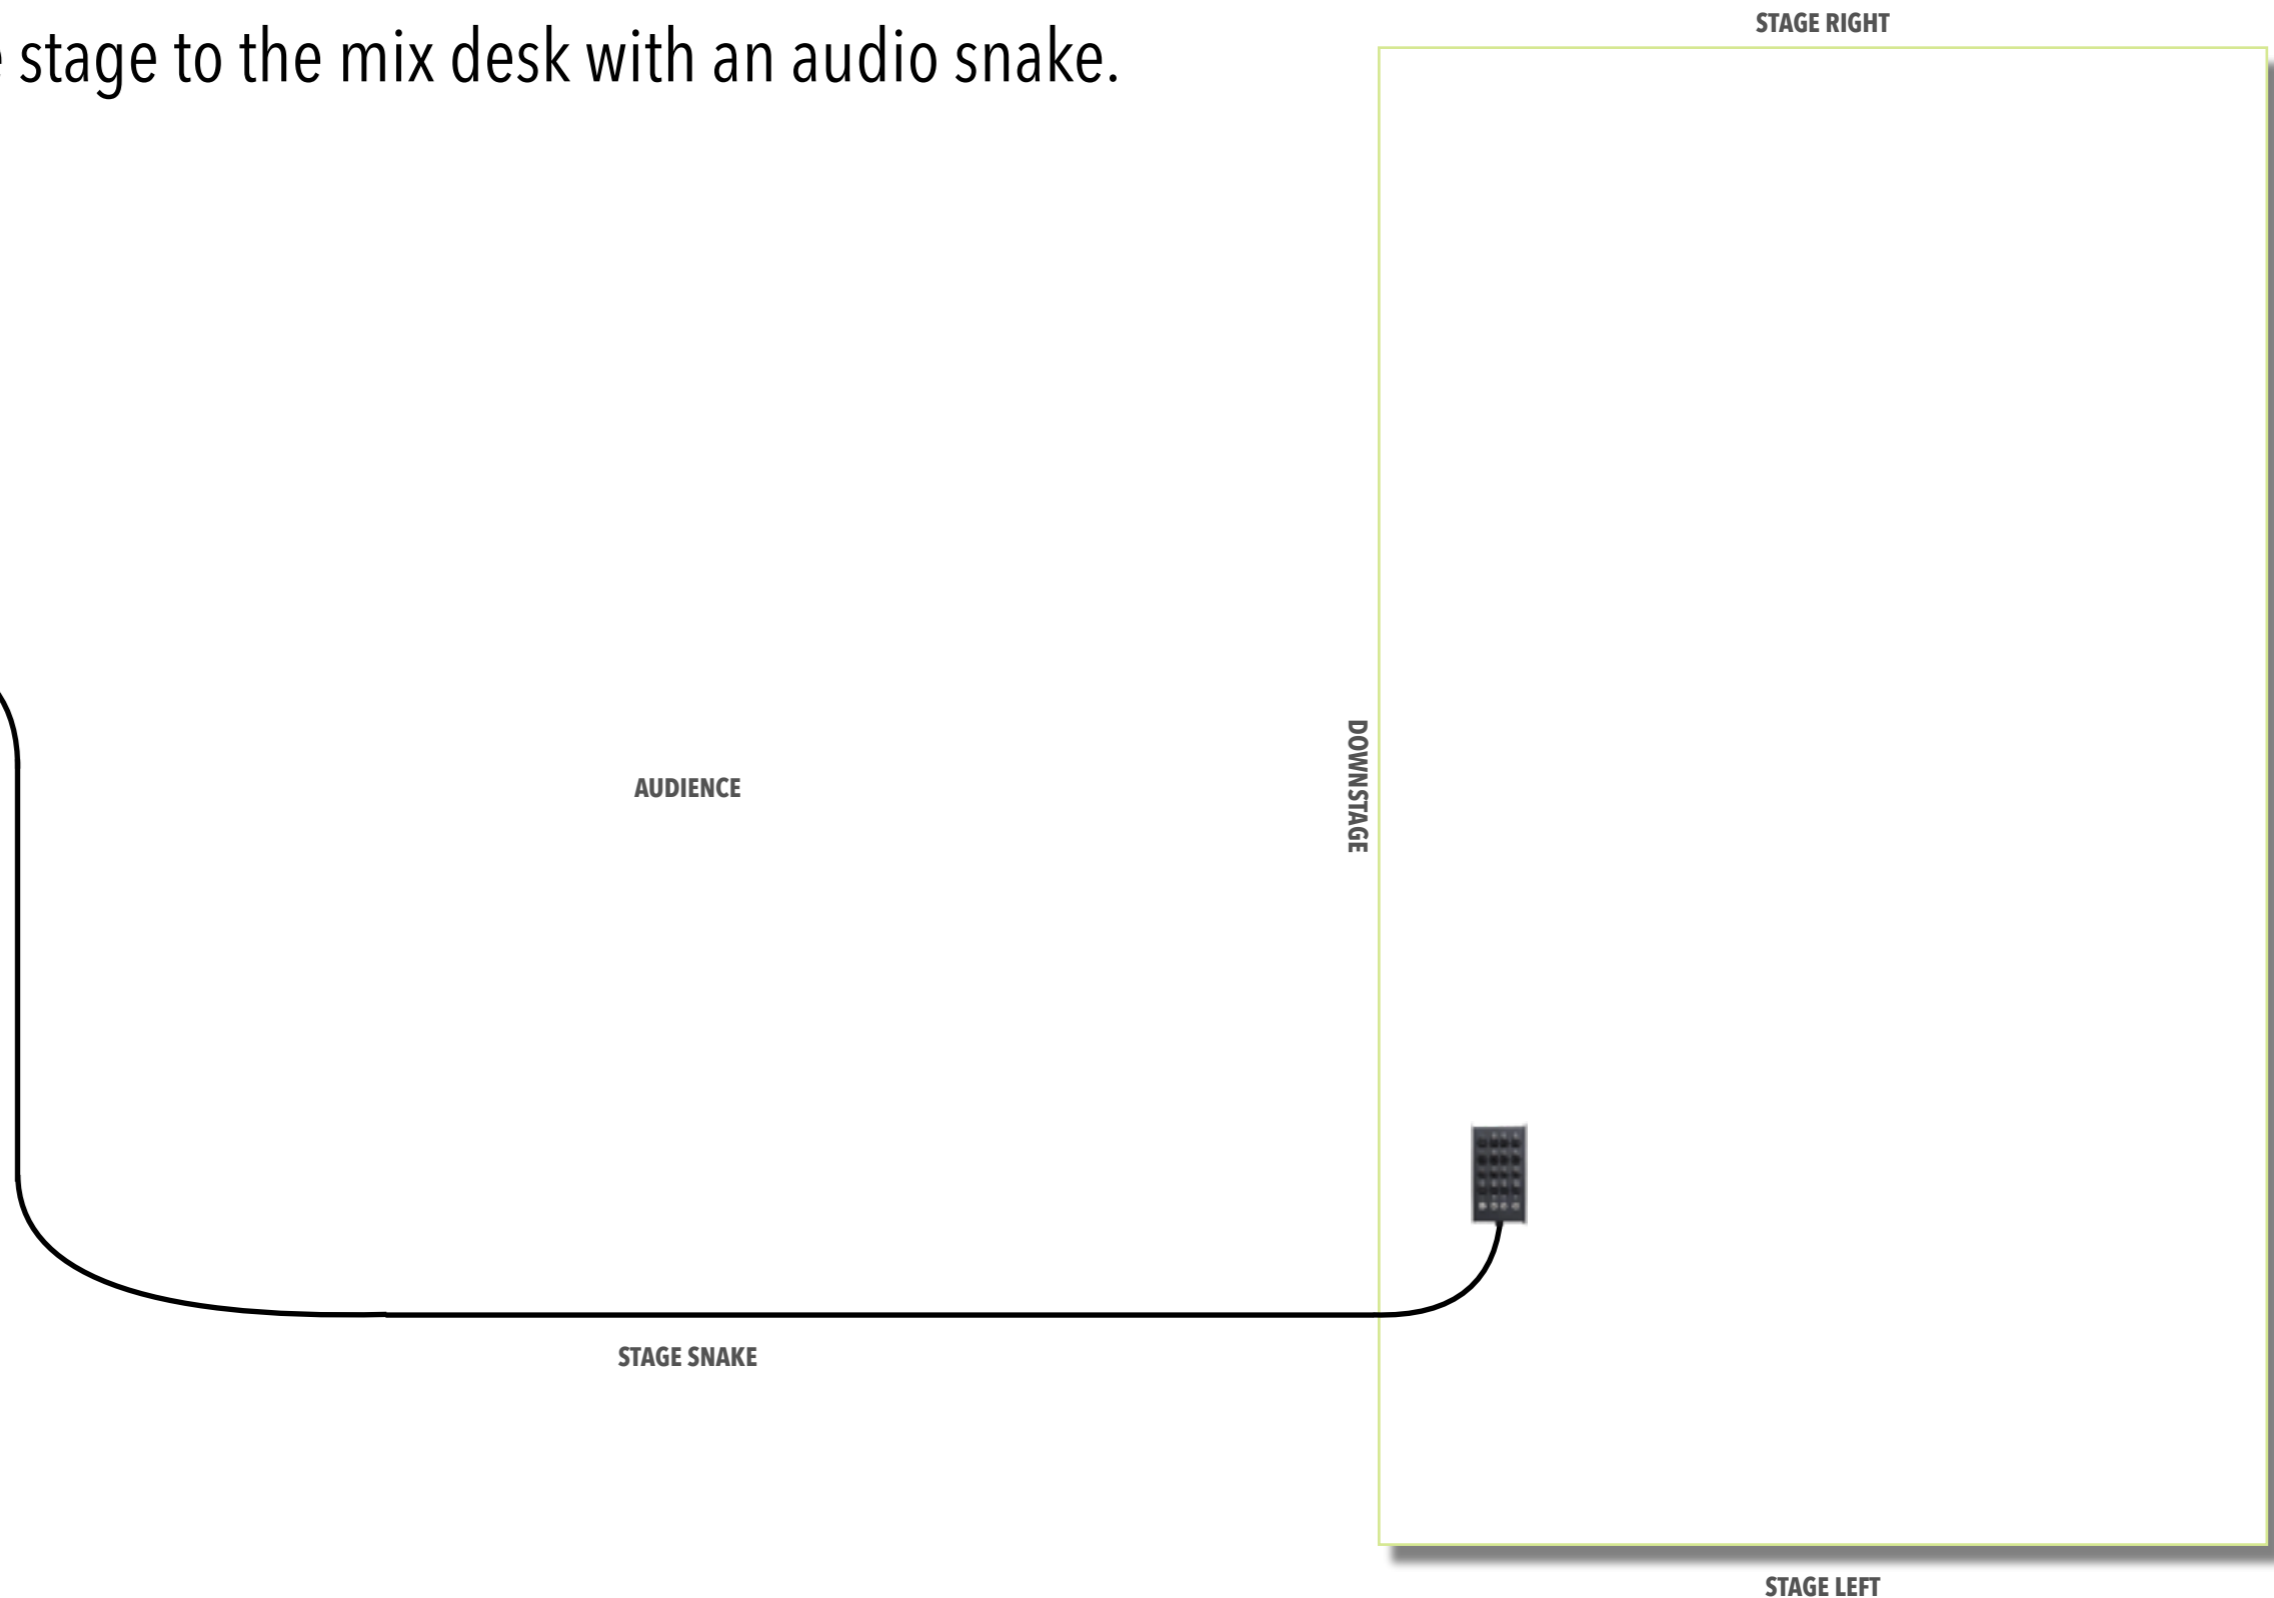 stage to the mix desk with an audio snake.
STAGE RIGHT
DOWNSTAGE
AUDIENCE
STAGE SNAKE
STAGE LEFT